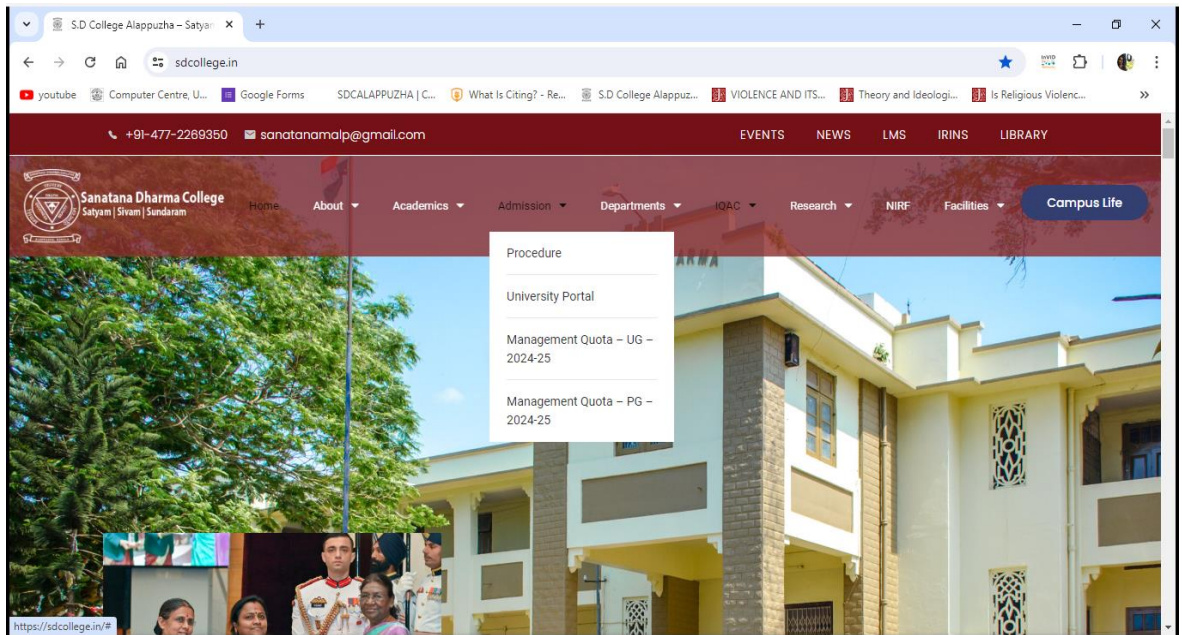 S.D College Alappuzha – Satyan
sdcollege.in
youtube
Computer Centre, U...
Google Forms
SDCALAPPUZHA | C...
What Is Citing? - Re...
S.D College Alappuz...
VIOLENCE AND ITS...
Theory and Ideologi...
Is Religious Violenc...
+91-477-2269350 sanatanamalp@gmail.com
EVENTS NEWS LMS IRINS LIBRARY
Sanatana Dharma College
Satyam | Sivam | Sundaram
Home About Academics Admission Departments IQAC Research NIRF Facilities Campus Life
Procedure
University Portal
Management Quota – UG –
2024-25
Management Quota – PG –
2024-25
https://sdcollege.in/#